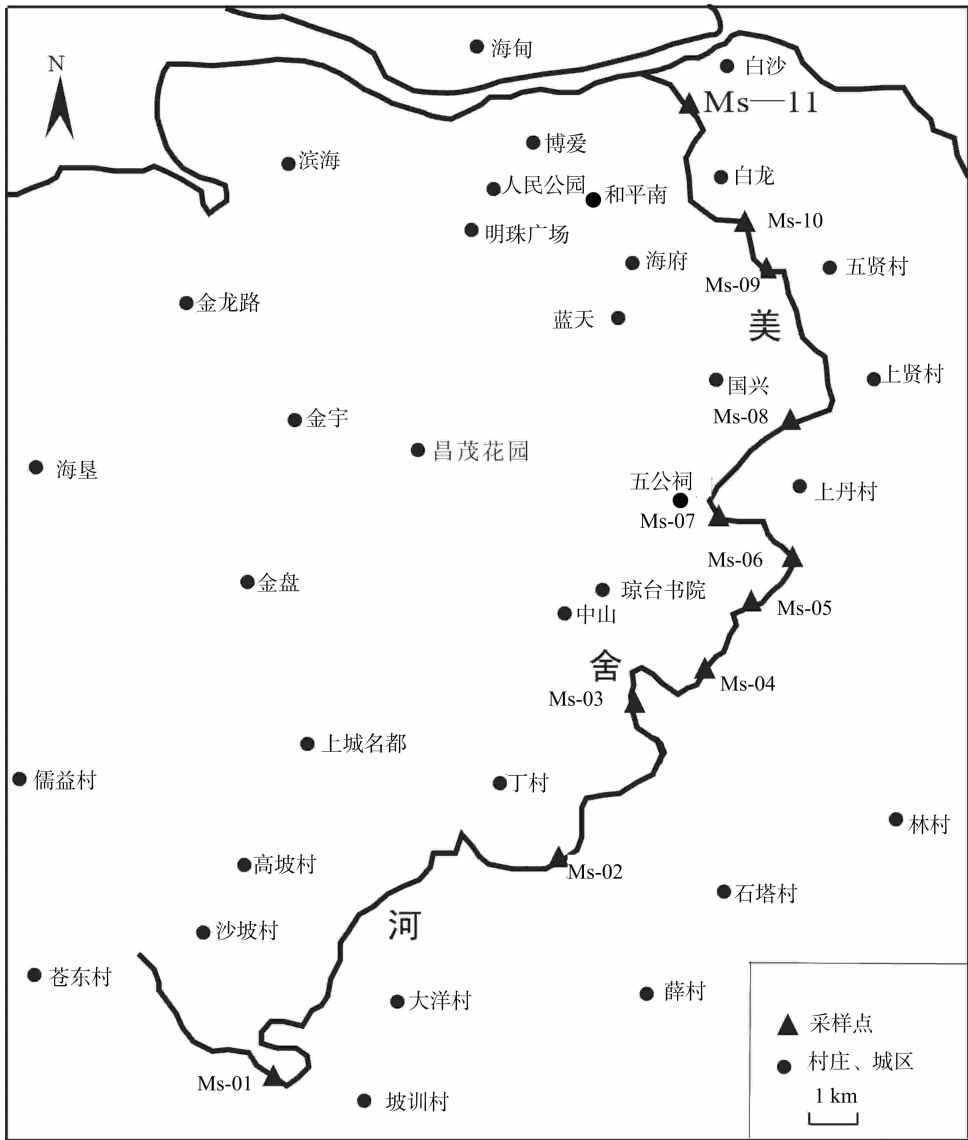 海甸
N
白沙
Ms—11
博爱
滨海
人民公园
白龙
和平南
Ms-10
明珠广场
海府
五贤村
Ms-09
金龙路
蓝天
美
上贤村
国兴
金宇
Ms-08
昌茂花园
海垦
五公祠
上丹村
Ms-07
Ms-06
金盘
琼台书院
Ms-05
中山
舍
Ms-04
Ms-03
上城名都
儒益村
丁村
林村
高坡村
Ms-02
石塔村
河
沙坡村
苍东村
薛村
大洋村
采样点
村庄、城区
Ms-01
1 km
坡训村